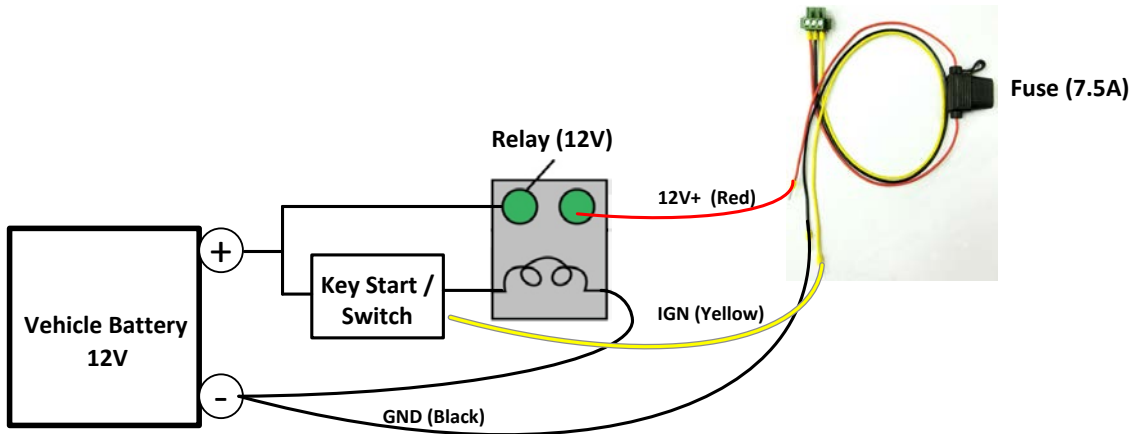 Fuse (7.5A)
Relay (12V)
12V+ (Red)
+
Key Start /
Switch
Vehicle Battery
12V
IGN (Yellow)
-
GND (Black)